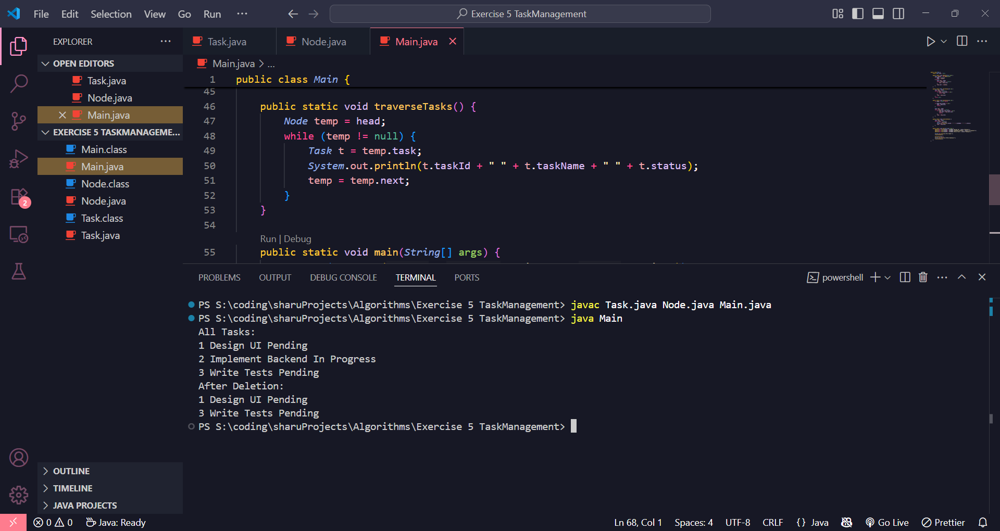 File Edit Selection View Go Run ···
Exercise 5 TaskManagement
EXPLORER ···
OPEN EDITORS
Task.java
Node.java
Main.java
EXERCISE 5 TASKMANAGEME...
Main.class
Main.java
Node.class
Node.java
Task.class
Task.java
OUTLINE
TIMELINE
JAVA PROJECTS
Task.java Node.java Main.java
Main.java > ...
1 public class Main {
45
46 public static void traverseTasks() {
47 Node temp = head;
48 while (temp != null) {
49 Task t = temp.task;
50 System.out.println(t.taskId + " " + t.taskName + " " + t.status);
51 temp = temp.next;
52 }
53 }
54
Run | Debug
55 public static void main(String[] args) {
PROBLEMS OUTPUT DEBUG CONSOLE TERMINAL PORTS
powershell
PS S:\coding\sharuProjects\Algorithms\Exercise 5 TaskManagement> javac Task.java Node.java Main.java
PS S:\coding\sharuProjects\Algorithms\Exercise 5 TaskManagement> java Main
All Tasks:
1 Design UI Pending
2 Implement Backend In Progress
3 Write Tests Pending
After Deletion:
1 Design UI Pending
3 Write Tests Pending
PS S:\coding\sharuProjects\Algorithms\Exercise 5 TaskManagement>
2
0 0 Java: Ready
Ln 68, Col 1 Spaces: 4 UTF-8 CRLF {} Java Go Live Prettier